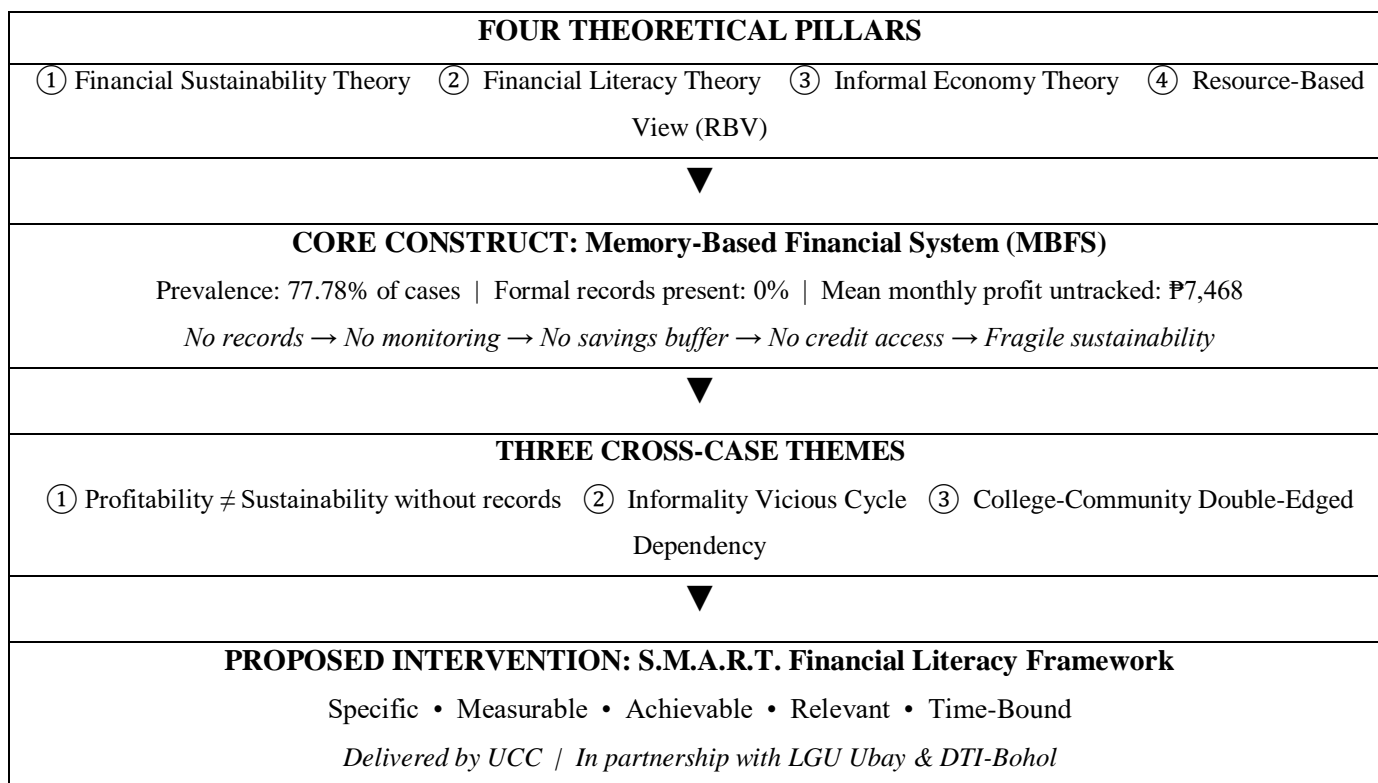 FOUR THEORETICAL PILLARS
① Financial Sustainability Theory ② Financial Literacy Theory ③ Informal Economy Theory ④ Resource-Based
View (RBV)
▼
CORE CONSTRUCT: Memory-Based Financial System (MBFS)
Prevalence: 77.78% of cases | Formal records present: 0% | Mean monthly profit untracked: ₱7,468
No records → No monitoring → No savings buffer → No credit access → Fragile sustainability
▼
THREE CROSS-CASE THEMES
① Profitability ≠ Sustainability without records ② Informality Vicious Cycle ③ College-Community Double-Edged
Dependency
▼
PROPOSED INTERVENTION: S.M.A.R.T. Financial Literacy Framework
Specific • Measurable • Achievable • Relevant • Time-Bound
Delivered by UCC | In partnership with LGU Ubay & DTI-Bohol